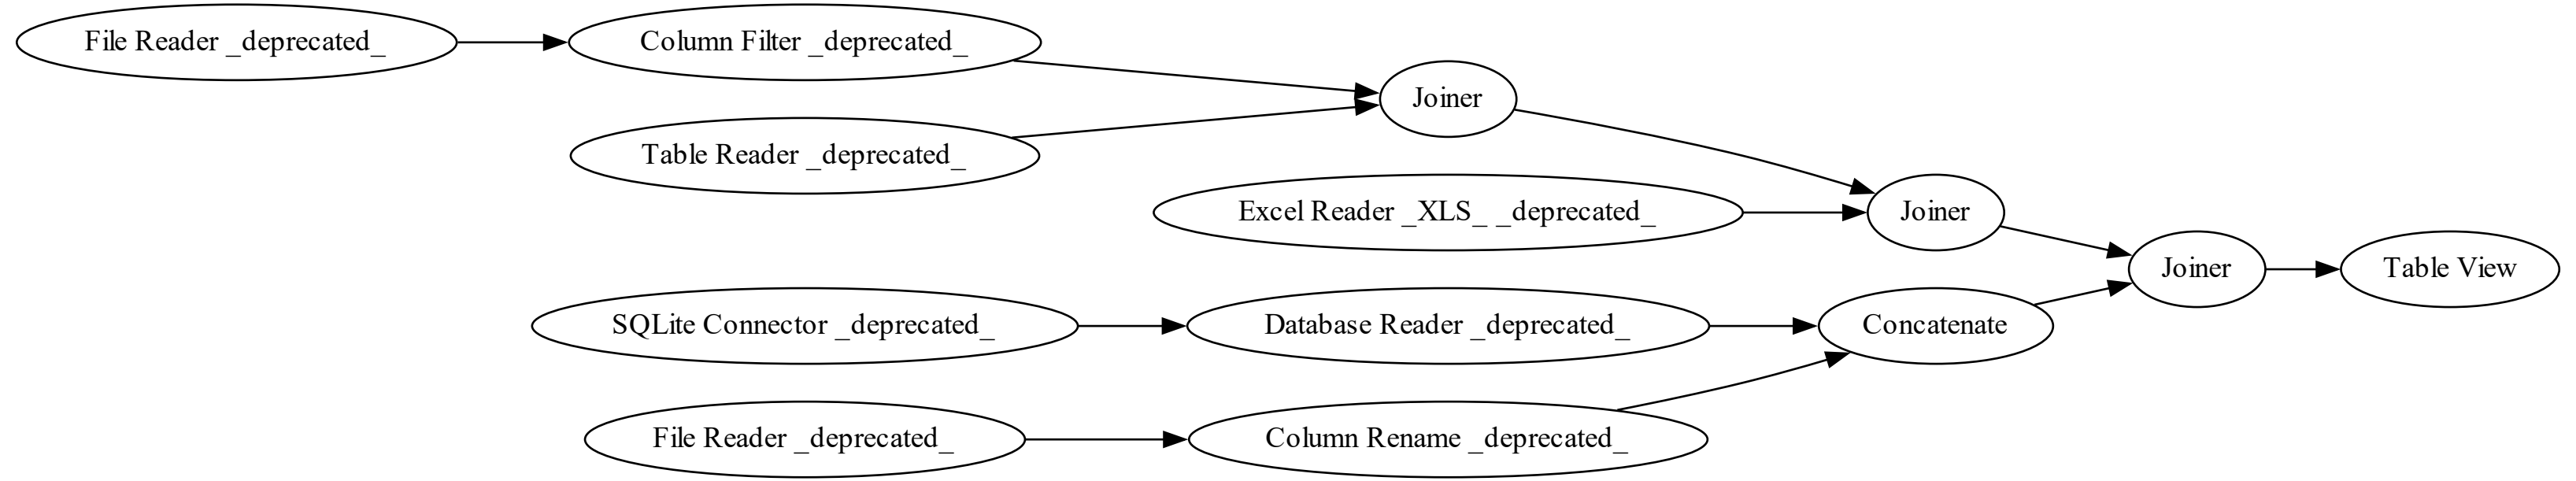 File Reader _deprecated_
Column Filter _deprecated_
Joiner
Table Reader _deprecated_
Excel Reader _XLS_ _deprecated_
Joiner
Joiner
Table View
SQLite Connector _deprecated_
Database Reader _deprecated_
Concatenate
File Reader _deprecated_
Column Rename _deprecated_